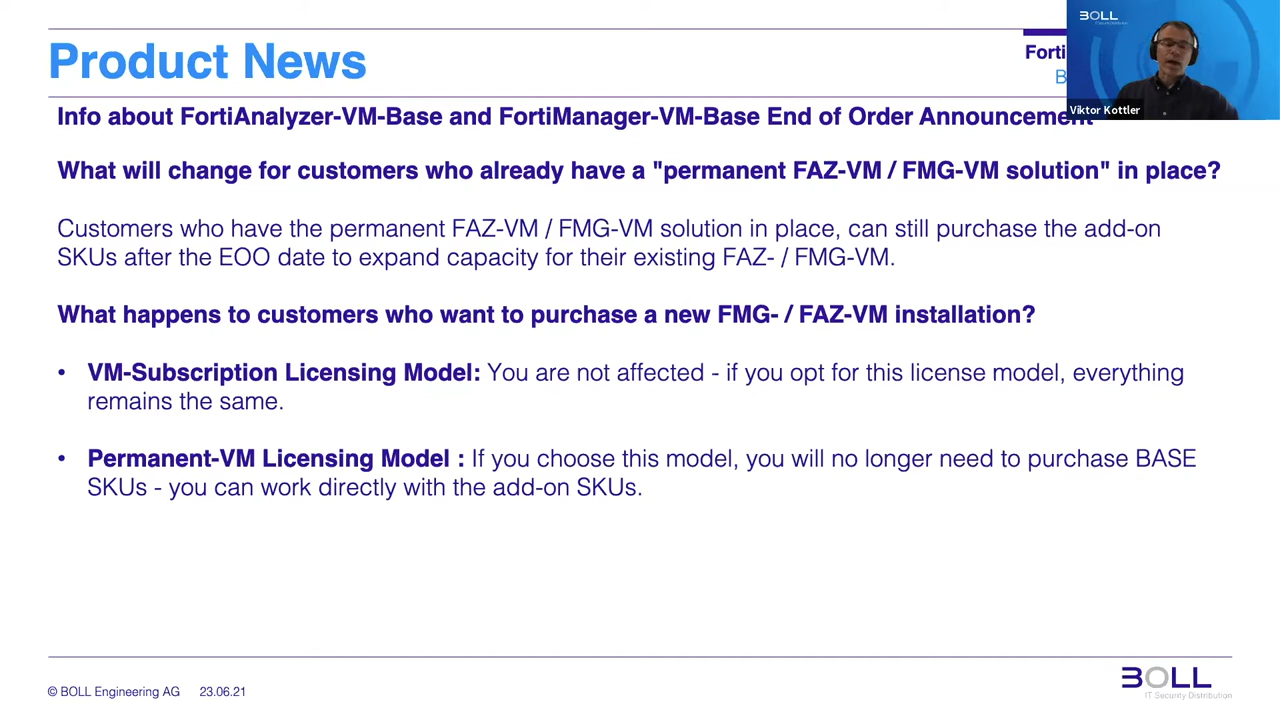 Product News
Forti
B
BOLL
Viktor Kottler
Info about FortiAnalyzer-VM-Base and FortiManager-VM-Base End of Order Announcement
What will change for customers who already have a "permanent FAZ-VM / FMG-VM solution" in place?
Customers who have the permanent FAZ-VM / FMG-VM solution in place, can still purchase the add-on
SKUs after the EOO date to expand capacity for their existing FAZ- / FMG-VM.
What happens to customers who want to purchase a new FMG- / FAZ-VM installation?
• VM-Subscription Licensing Model: You are not affected - if you opt for this license model, everything
remains the same.
• Permanent-VM Licensing Model : If you choose this model, you will no longer need to purchase BASE
SKUs - you can work directly with the add-on SKUs.
© BOLL Engineering AG 23.06.21
BOLL
IT Security Distribution